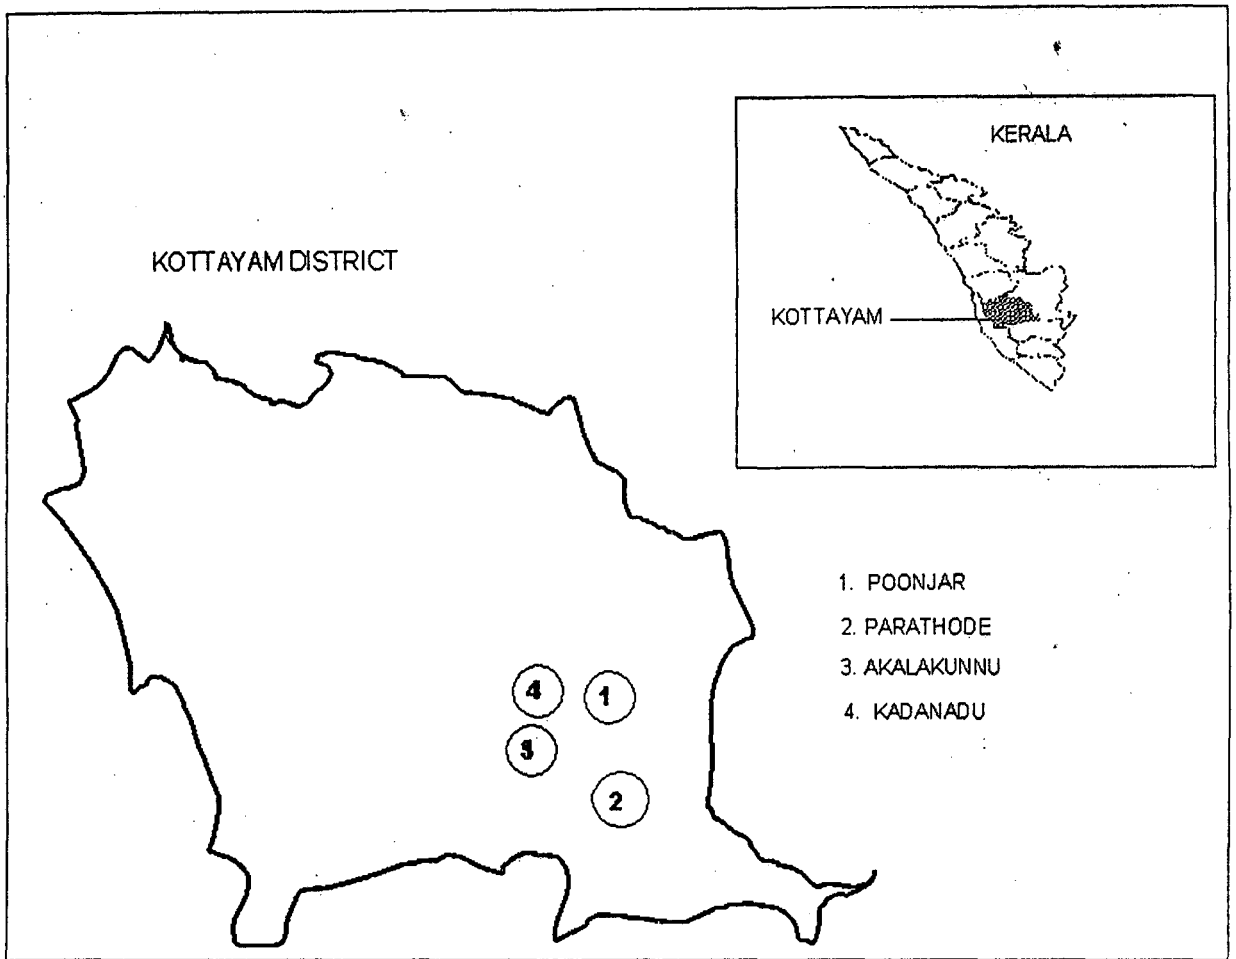 KERALA
KOTTAYAM DISTRICT
KOTTAYAM
1. POONJAR
2. PARATHODE
3. AKALAKUNNU
4. KADANADU
4
1
3
2